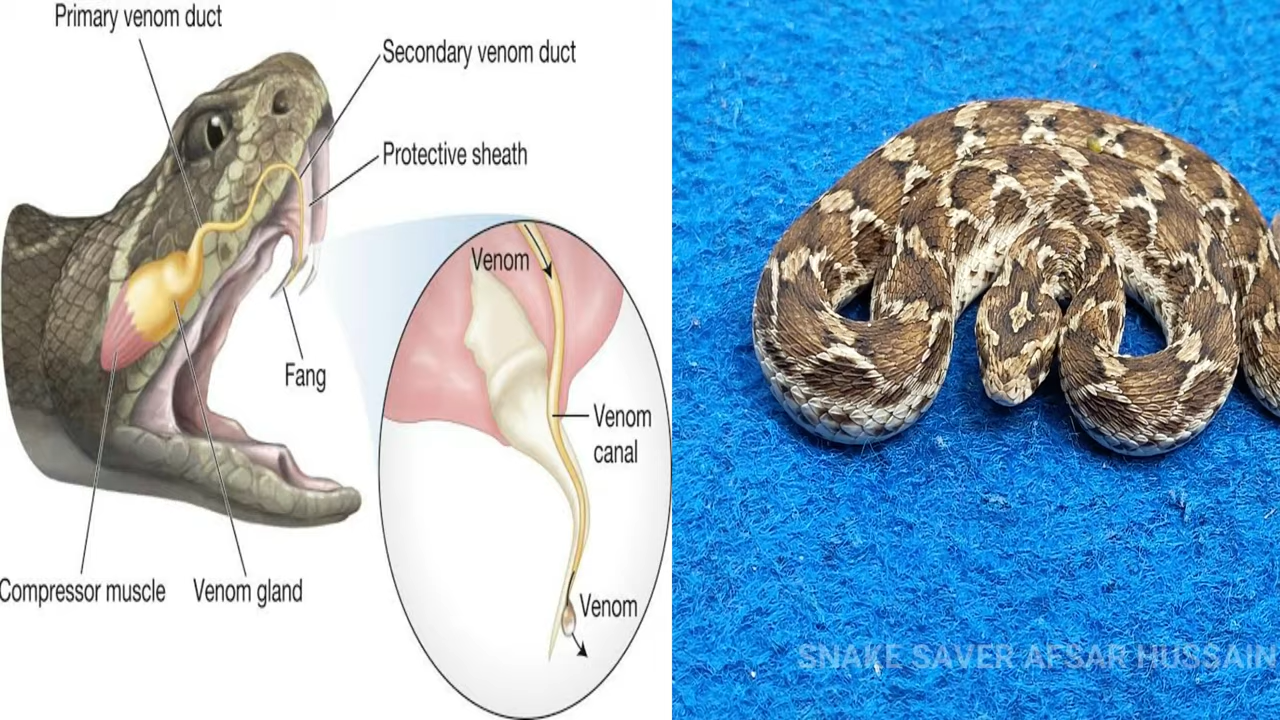 Primary venom duct
Secondary venom duct
Protective sheath
Venom
Fang
Venom
canal
Compressor muscle
Venom gland
Venom
SNAKE SAVER AFSAR HUSSAIN